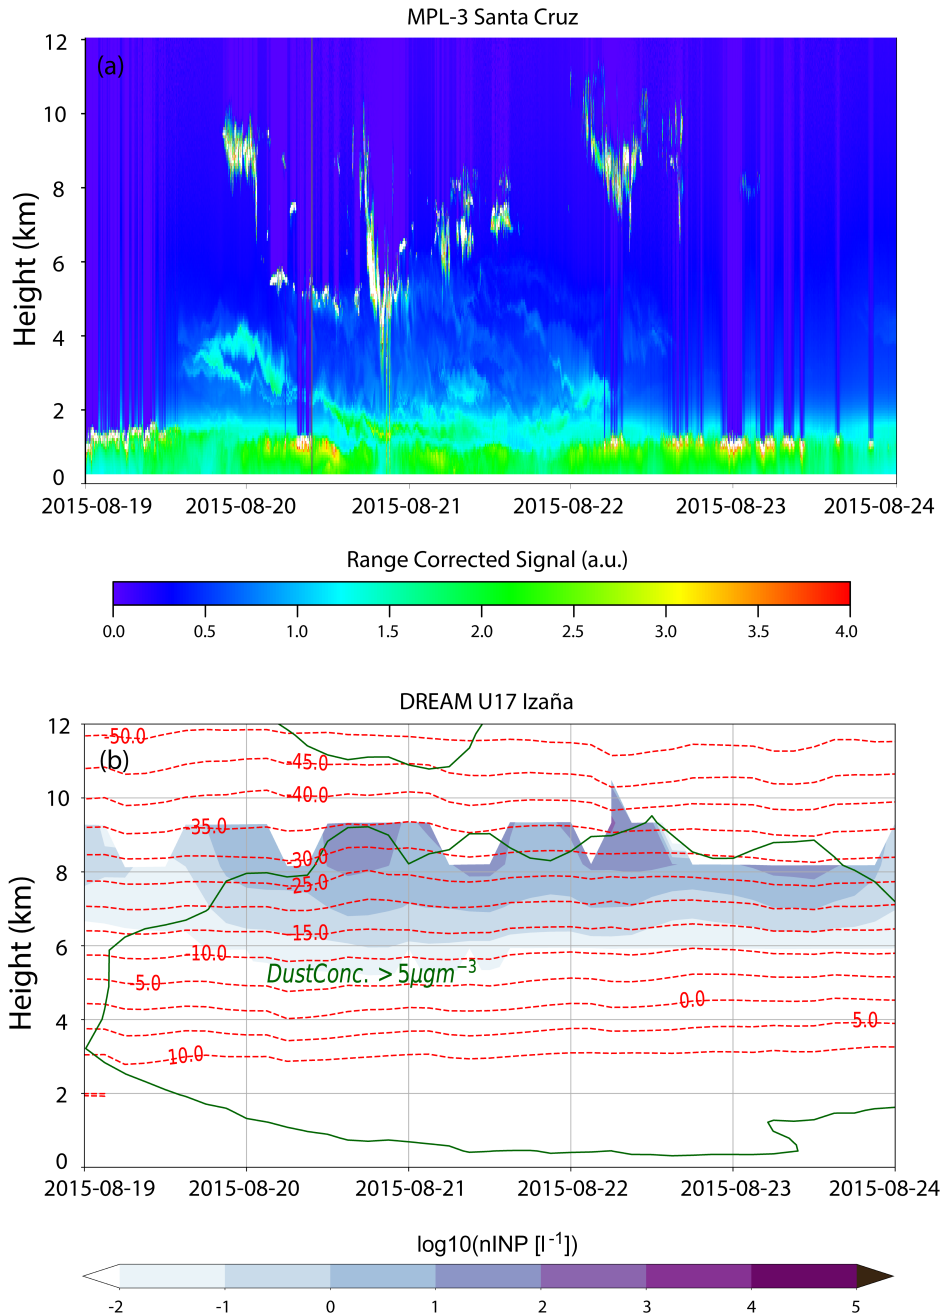 MPL-3 Santa Cruz
(a)
12
10
8
6
4
2
0
Height (km)
2015-08-19 2015-08-20 2015-08-21 2015-08-22 2015-08-23 2015-08-24
Range Corrected Signal (a.u.)
0.0 0.5 1.0 1.5 2.0 2.5 3.0 3.5 4.0
DREAM U17 Izaña
(b)
12
10
8
6
4
2
0
Height (km)
-50.0
-45.0
-40.0
-35.0
-30.0
-25.0
-15.0
-10.0
DustConc. > 5µgm⁻³
-5.0
0.0
5.0
10.0
2015-08-19 2015-08-20 2015-08-21 2015-08-22 2015-08-23 2015-08-24
log10(nINP [l⁻¹])
-2 -1 0 1 2 3 4 5